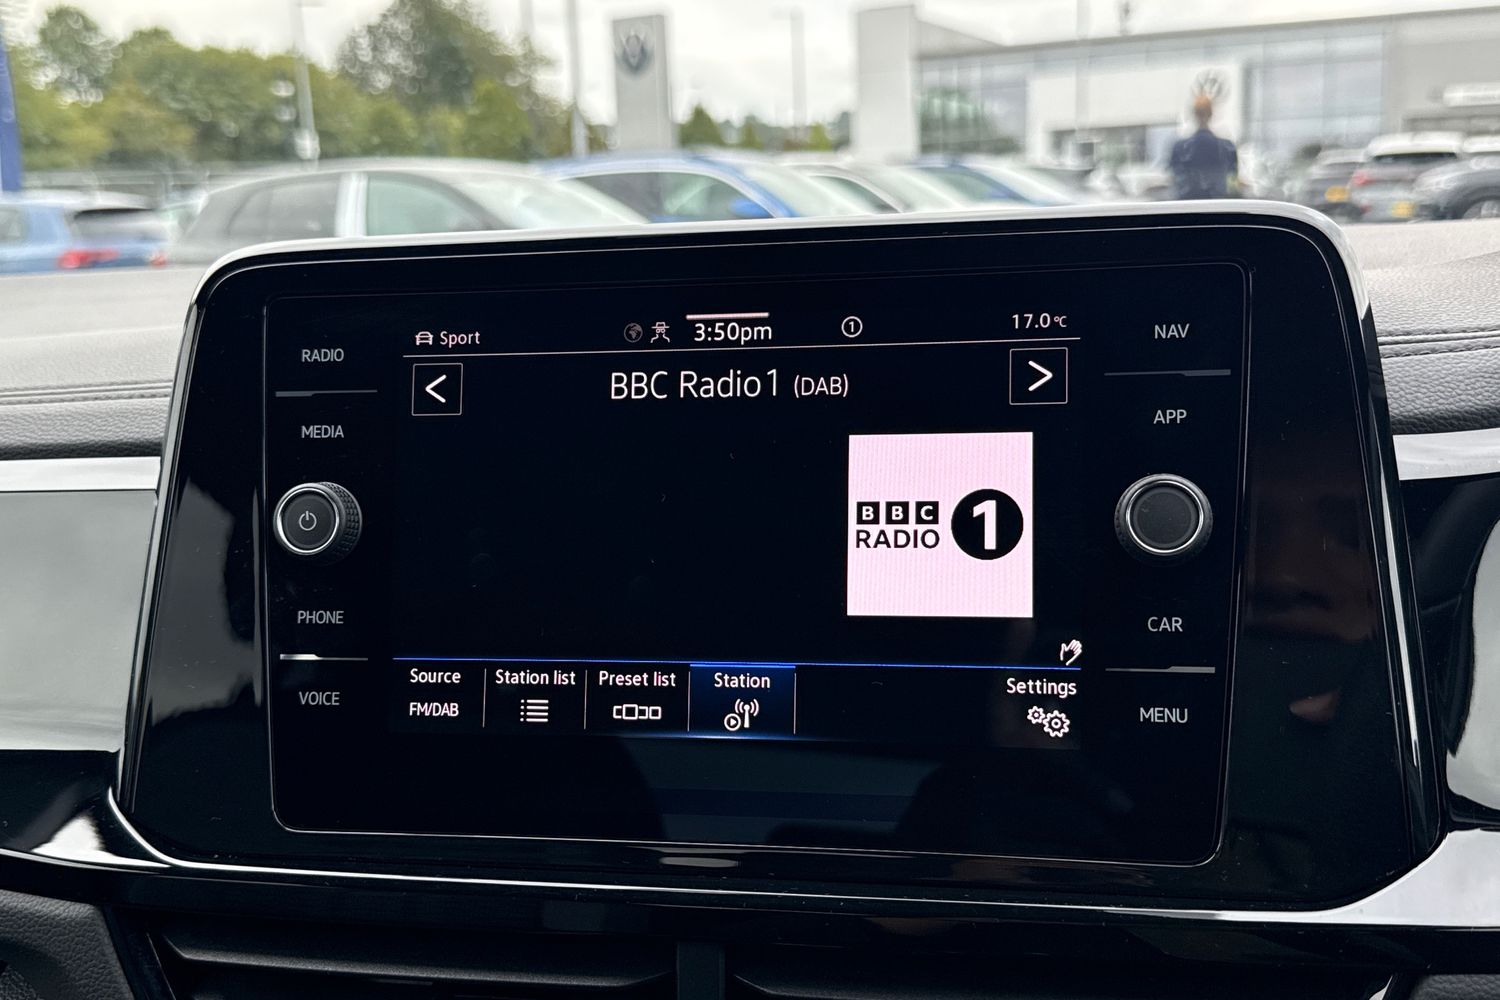 Sport
3:50pm
1
17.0°C
RADIO
NAV
<
BBC Radio1 (DAB)
>
MEDIA
APP
BBC
RADIO
1
PHONE
CAR
Source
Station list
Preset list
Station
Settings
FM/DAB
VOICE
MENU